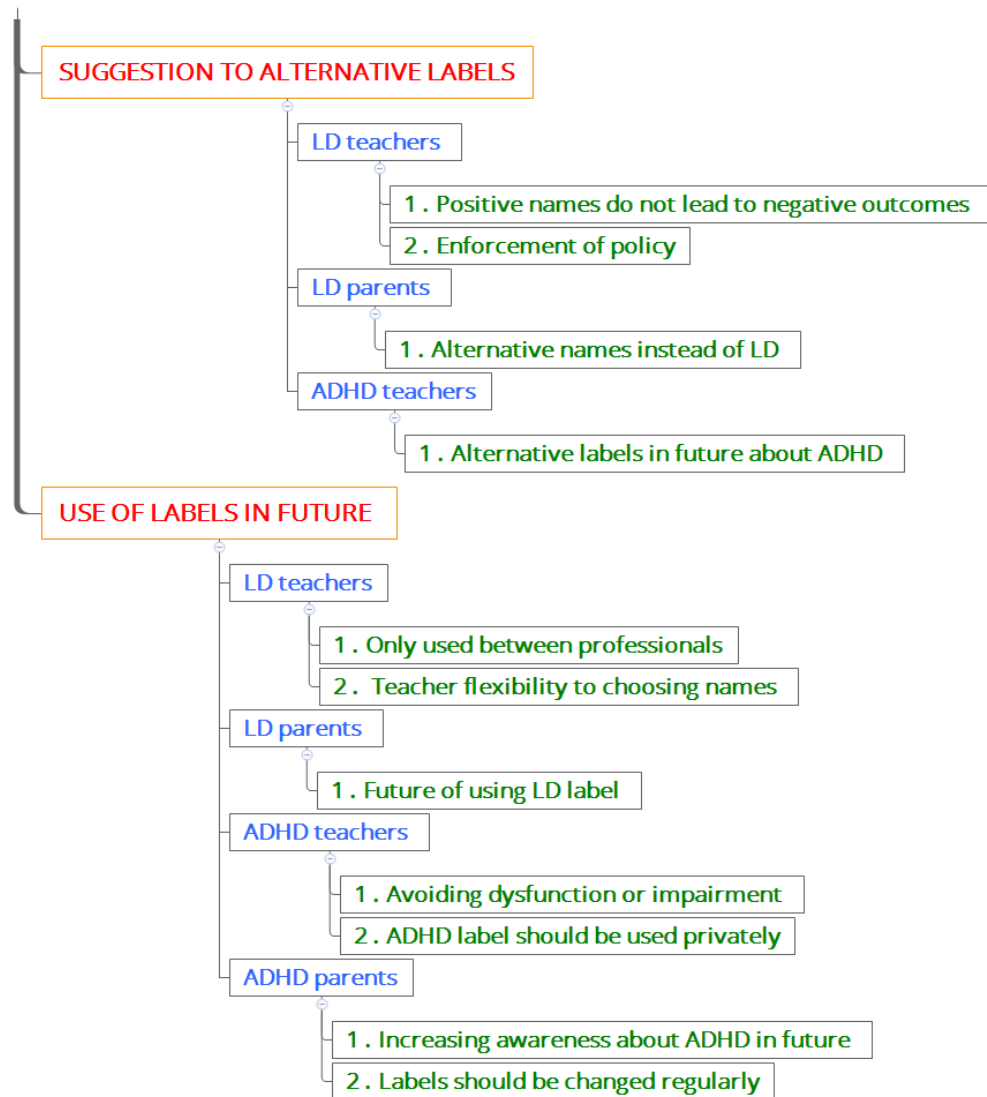 SUGGESTION TO ALTERNATIVE LABELS
LD teachers
1 . Positive names do not lead to negative outcomes
2 . Enforcement of policy
LD parents
1 . Alternative names instead of LD
ADHD teachers
1 . Alternative labels in future about ADHD
USE OF LABELS IN FUTURE
LD teachers
1 . Only used between professionals
2 . Teacher flexibility to choosing names
LD parents
1 . Future of using LD label
ADHD teachers
1 . Avoiding dysfunction or impairment
2 . ADHD label should be used privately
ADHD parents
1 . Increasing awareness about ADHD in future
2 . Labels should be changed regularly